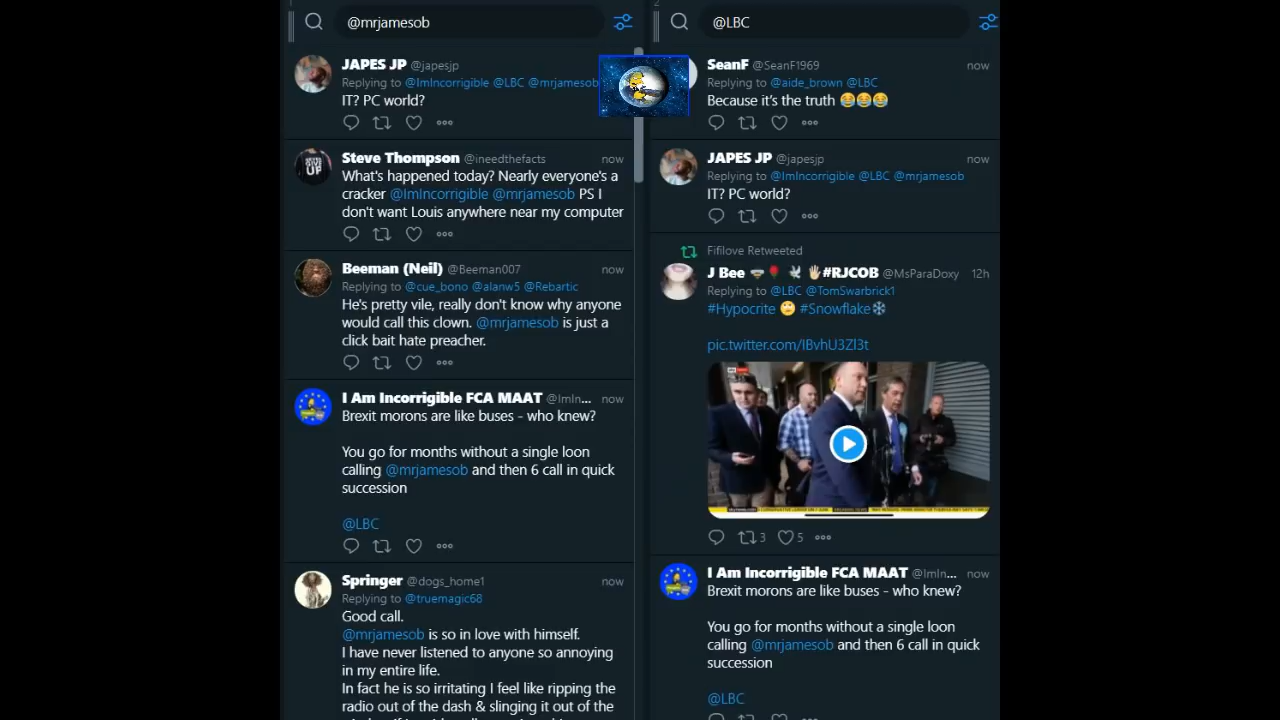 1
@mrjamesob
JAPES JP @japesjp
Replying to @ImIncorrigible @LBC @mrjamesob
IT? PC world?
Steve Thompson @ineedthefacts now
What's happened today? Nearly everyone's a
cracker @ImIncorrigible @mrjamesob PS I
don't want Louis anywhere near my computer
Beeman (Neil) @Beeman007 now
Replying to @cue_bono @alanw5 @Rebartic
He's pretty vile, really don't know why anyone
would call this clown. @mrjamesob is just a
click bait hate preacher.
I Am Incorrigible FCA MAAT @ImIn... now
Brexit morons are like buses - who knew?
You go for months without a single loon
calling @mrjamesob and then 6 call in quick
succession
@LBC
Springer @dogs_home1 now
Replying to @truemagic68
Good call.
@mrjamesob is so in love with himself.
I have never listened to anyone so annoying
in my entire life.
In fact he is so irritating I feel like ripping the
radio out of the dash & slinging it out of the
2
@LBC
SeanF @SeanF1969 now
Replying to @aide_brown @LBC
Because it's the truth 😂😂😂
JAPES JP @japesjp now
Replying to @ImIncorrigible @LBC @mrjamesob
IT? PC world?
Fifilove Retweeted
J Bee #RJCOB @MsParaDoxy 12h
Replying to @LBC @TomSwarbrick1
#Hypocrite 🙄 #Snowflake❄
pic.twitter.com/IBvhU3Zl3t
3 5
I Am Incorrigible FCA MAAT @ImIn... now
Brexit morons are like buses - who knew?
You go for months without a single loon
calling @mrjamesob and then 6 call in quick
succession
@LBC